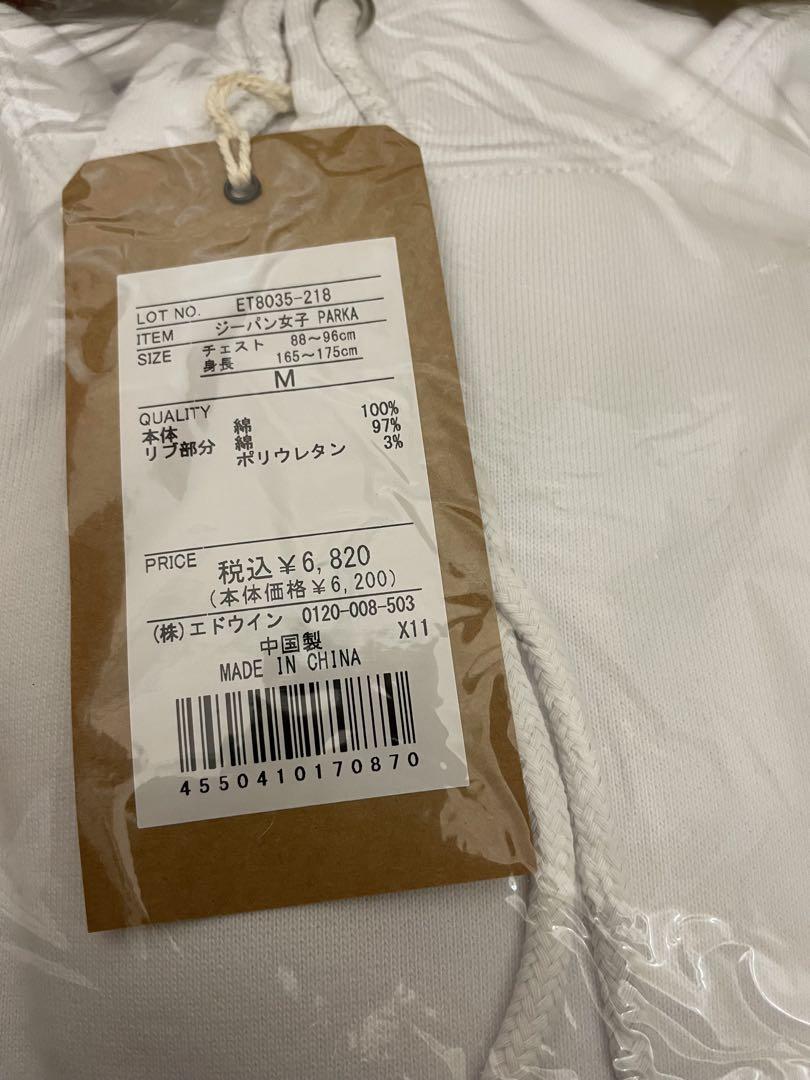 LOT NO. ET8035-218
ITEM ジーパン女子 PARKA
SIZE チェスト 88～96cm
身長 165～175cm
M
QUALITY
本体 綿 100%
リブ部分 綿 97%
ポリウレタン 3%
PRICE 税込￥6,820
(本体価格￥6,200)
(株)エドウイン 0120-008-503
中国製 X11
MADE IN CHINA
4550410170870